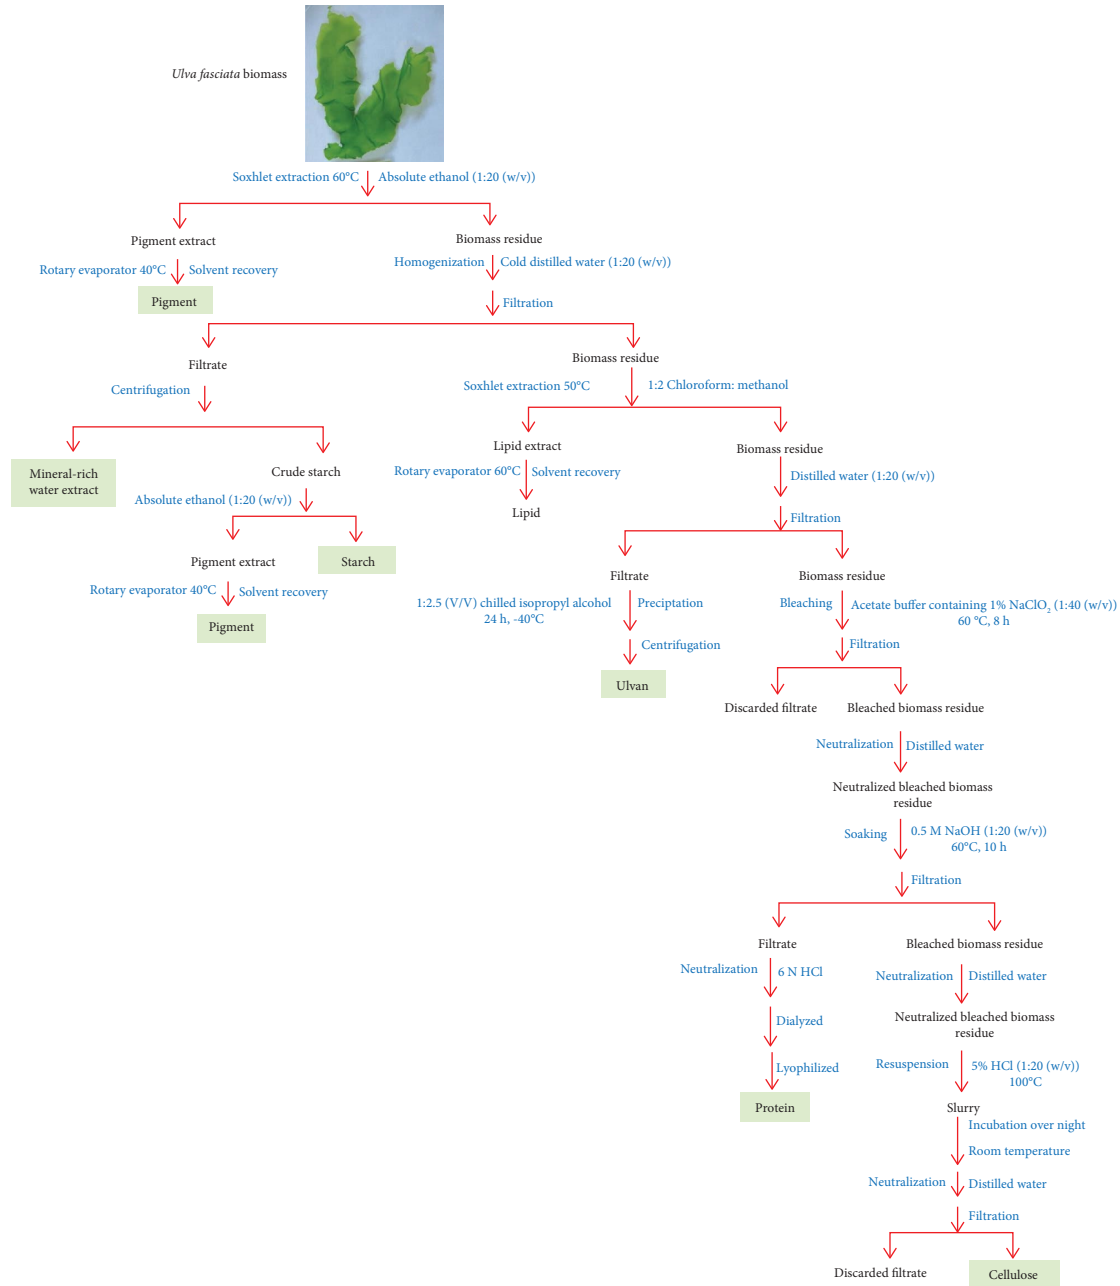 Ulva fasciata biomass
Soxhlet extraction 60°C
Absolute ethanol (1:20 (w/v))
Pigment extract
Biomass residue
Rotary evaporator 40°C
Solvent recovery
Homogenization
Cold distilled water (1:20 (w/v))
Pigment
Filtration
Filtrate
Biomass residue
Centrifugation
Soxhlet extraction 50°C
1:2 Chloroform: methanol
Lipid extract
Biomass residue
Mineral-rich
water extract
Crude starch
Rotary evaporator 60°C
Solvent recovery
Distilled water (1:20 (w/v))
Absolute ethanol (1:20 (w/v))
Lipid
Filtration
Pigment extract
Starch
Filtrate
Biomass residue
Rotary evaporator 40°C
Solvent recovery
1:2.5 (V/V) chilled isopropyl alcohol
24 h, -40°C
Preciptation
Bleaching
Acetate buffer containing 1% NaClO₂ (1:40 (w/v))
60 °C, 8 h
Pigment
Centrifugation
Filtration
Ulvan
Discarded filtrate
Bleached biomass residue
Neutralization
Distilled water
Neutralized bleached biomass
residue
Soaking
0.5 M NaOH (1:20 (w/v))
60°C, 10 h
Filtration
Filtrate
Bleached biomass residue
Neutralization
6 N HCl
Neutralization
Distilled water
Dialyzed
Neutralized bleached biomass
residue
Lyophilized
Resuspension
5% HCl (1:20 (w/v))
100°C
Protein
Slurry
Incubation over night
Room temperature
Neutralization
Distilled water
Filtration
Discarded filtrate
Cellulose